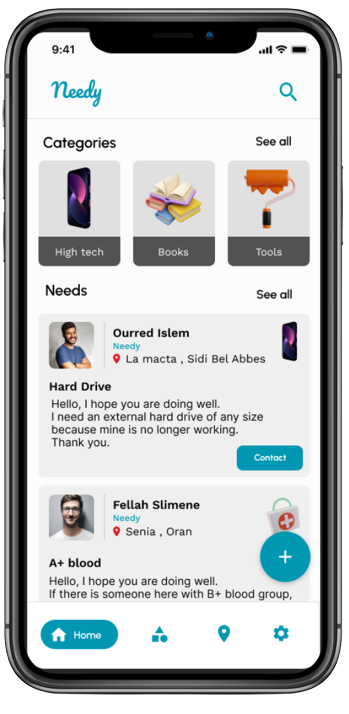 9:41
Needy
Categories
See all
High tech
Books
Tools
Needs
See all
Ourred Islem
Needy
La macta , Sidi Bel Abbes
Hard Drive
Hello, I hope you are doing well.
I need an external hard drive of any size
because mine is no longer working.
Thank you.
Contact
Fellah Slimene
Needy
Senia , Oran
A+ blood
Hello, I hope you are doing well.
If there is someone here with B+ blood group,
Home